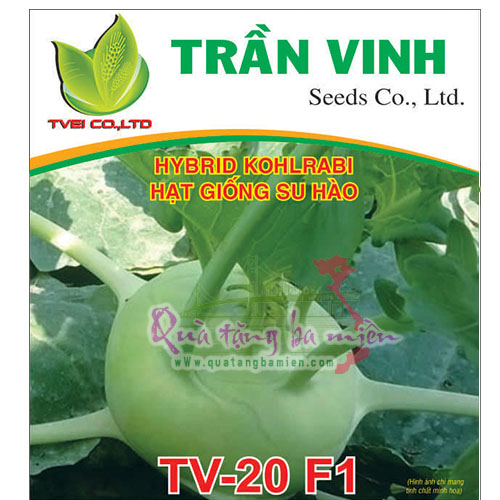 TRẦN VINH
Seeds Co., Ltd.
TVEI CO.,LTD
HYBRID KOHLRABI
HẠT GIỐNG SU HÀO
Quà tặng ba miền
www.quatangbamien.com
TV-20 F1
(Hình ảnh chỉ mang
tính chất minh hoạ)